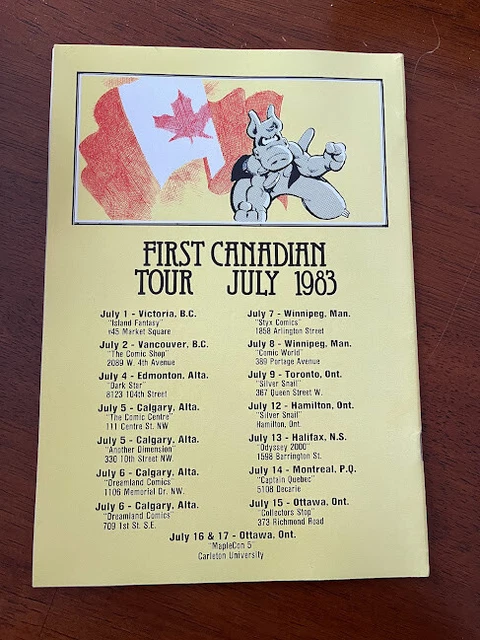 FIRST CANADIAN
TOUR JULY 1983
July 1 - Victoria, B.C.
"Island Fantasy"
#45 Market Square
July 2 - Vancouver, B.C.
"The Comic Shop"
2089 W. 4th Avenue
July 4 - Edmonton, Alta.
"Dark Star"
8123 104th Street
July 5 - Calgary, Alta.
"The Comic Centre"
111 Centre St. NW
July 5 - Calgary, Alta.
"Another Dimension"
330 10th Street NW
July 6 - Calgary, Alta.
"Dreamland Comics"
1106 Memorial Dr. NW.
July 6 - Calgary, Alta.
"Dreamland Comics"
709 1st St. S.E.
July 7 - Winnipeg, Man.
"Styx Comics"
1858 Arlington Street
July 8 - Winnipeg, Man.
"Comic World"
389 Portage Avenue
July 9 - Toronto, Ont.
"Silver Snail"
367 Queen Street W.
July 12 - Hamilton, Ont.
"Silver Snail"
Hamilton, Ont.
July 13 - Halifax, N.S.
"Odyssey 2000"
1598 Barrington St.
July 14 - Montreal, P.Q.
"Captain Quebec"
5108 Decarie
July 15 - Ottawa, Ont.
"Collectors Stop"
373 Richmond Road
July 16 & 17 - Ottawa, Ont.
"MapleCon 5"
Carleton University